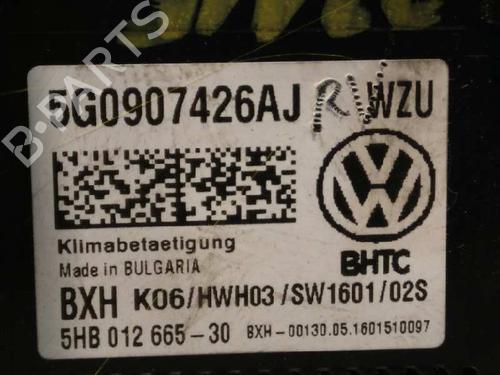 5G0907426AJ WZU
Klimabetaetigung
Made in BULGARIA
BHTC
BXH K06/HWH03/SW1601/02S
5HB 012 665-30 BXH-00130.05.1601510097
B-PARTS